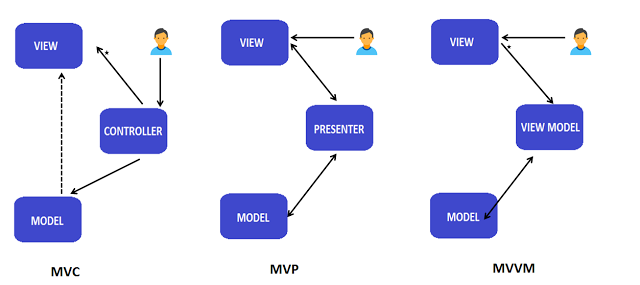 VIEW
*
CONTROLLER
MODEL
MVC
VIEW
PRESENTER
MODEL
MVP
VIEW
*
VIEW MODEL
MODEL
MVVM